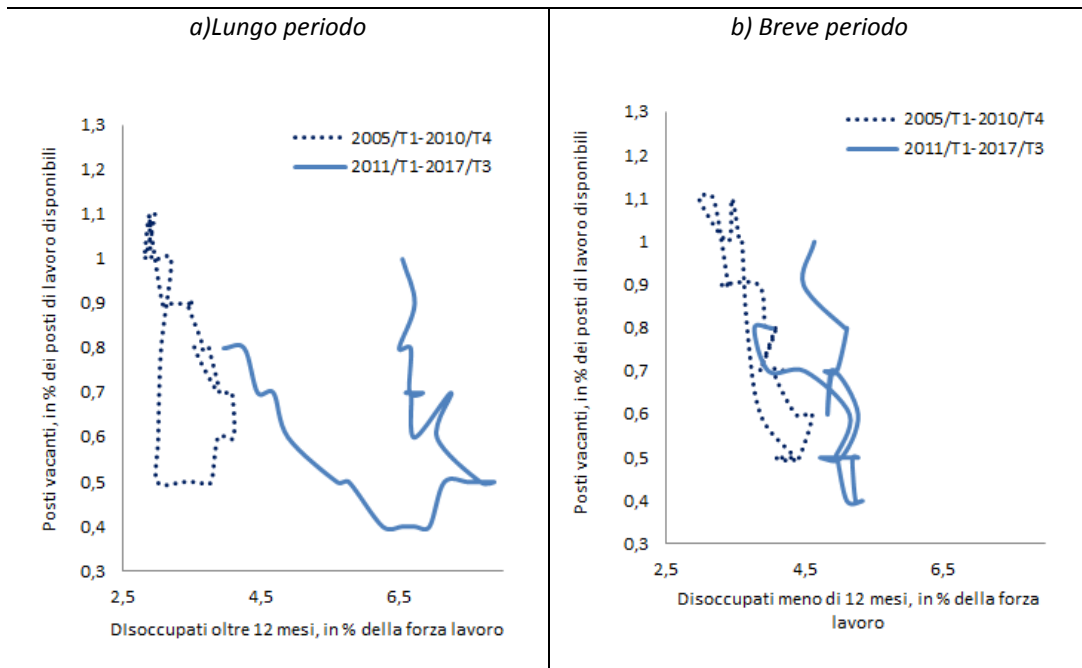 a)Lungo periodo
Posti vacanti, in % dei posti di lavoro disponibili
1,3
1,2
1,1
1
0,9
0,8
0,7
0,6
0,5
0,4
0,3
2005/T1-2010/T4
2011/T1-2017/T3
2,5
4,5
6,5
DIsoccupati oltre 12 mesi, in % della forza lavoro
b) Breve periodo
Posti vacanti, in % dei posti di lavoro disponibili
1,3
1,2
1,1
1
0,9
0,8
0,7
0,6
0,5
0,4
0,3
2005/T1-2010/T4
2011/T1-2017/T3
2,5
4,5
6,5
Disoccupati meno di 12 mesi, in % della forza
lavoro